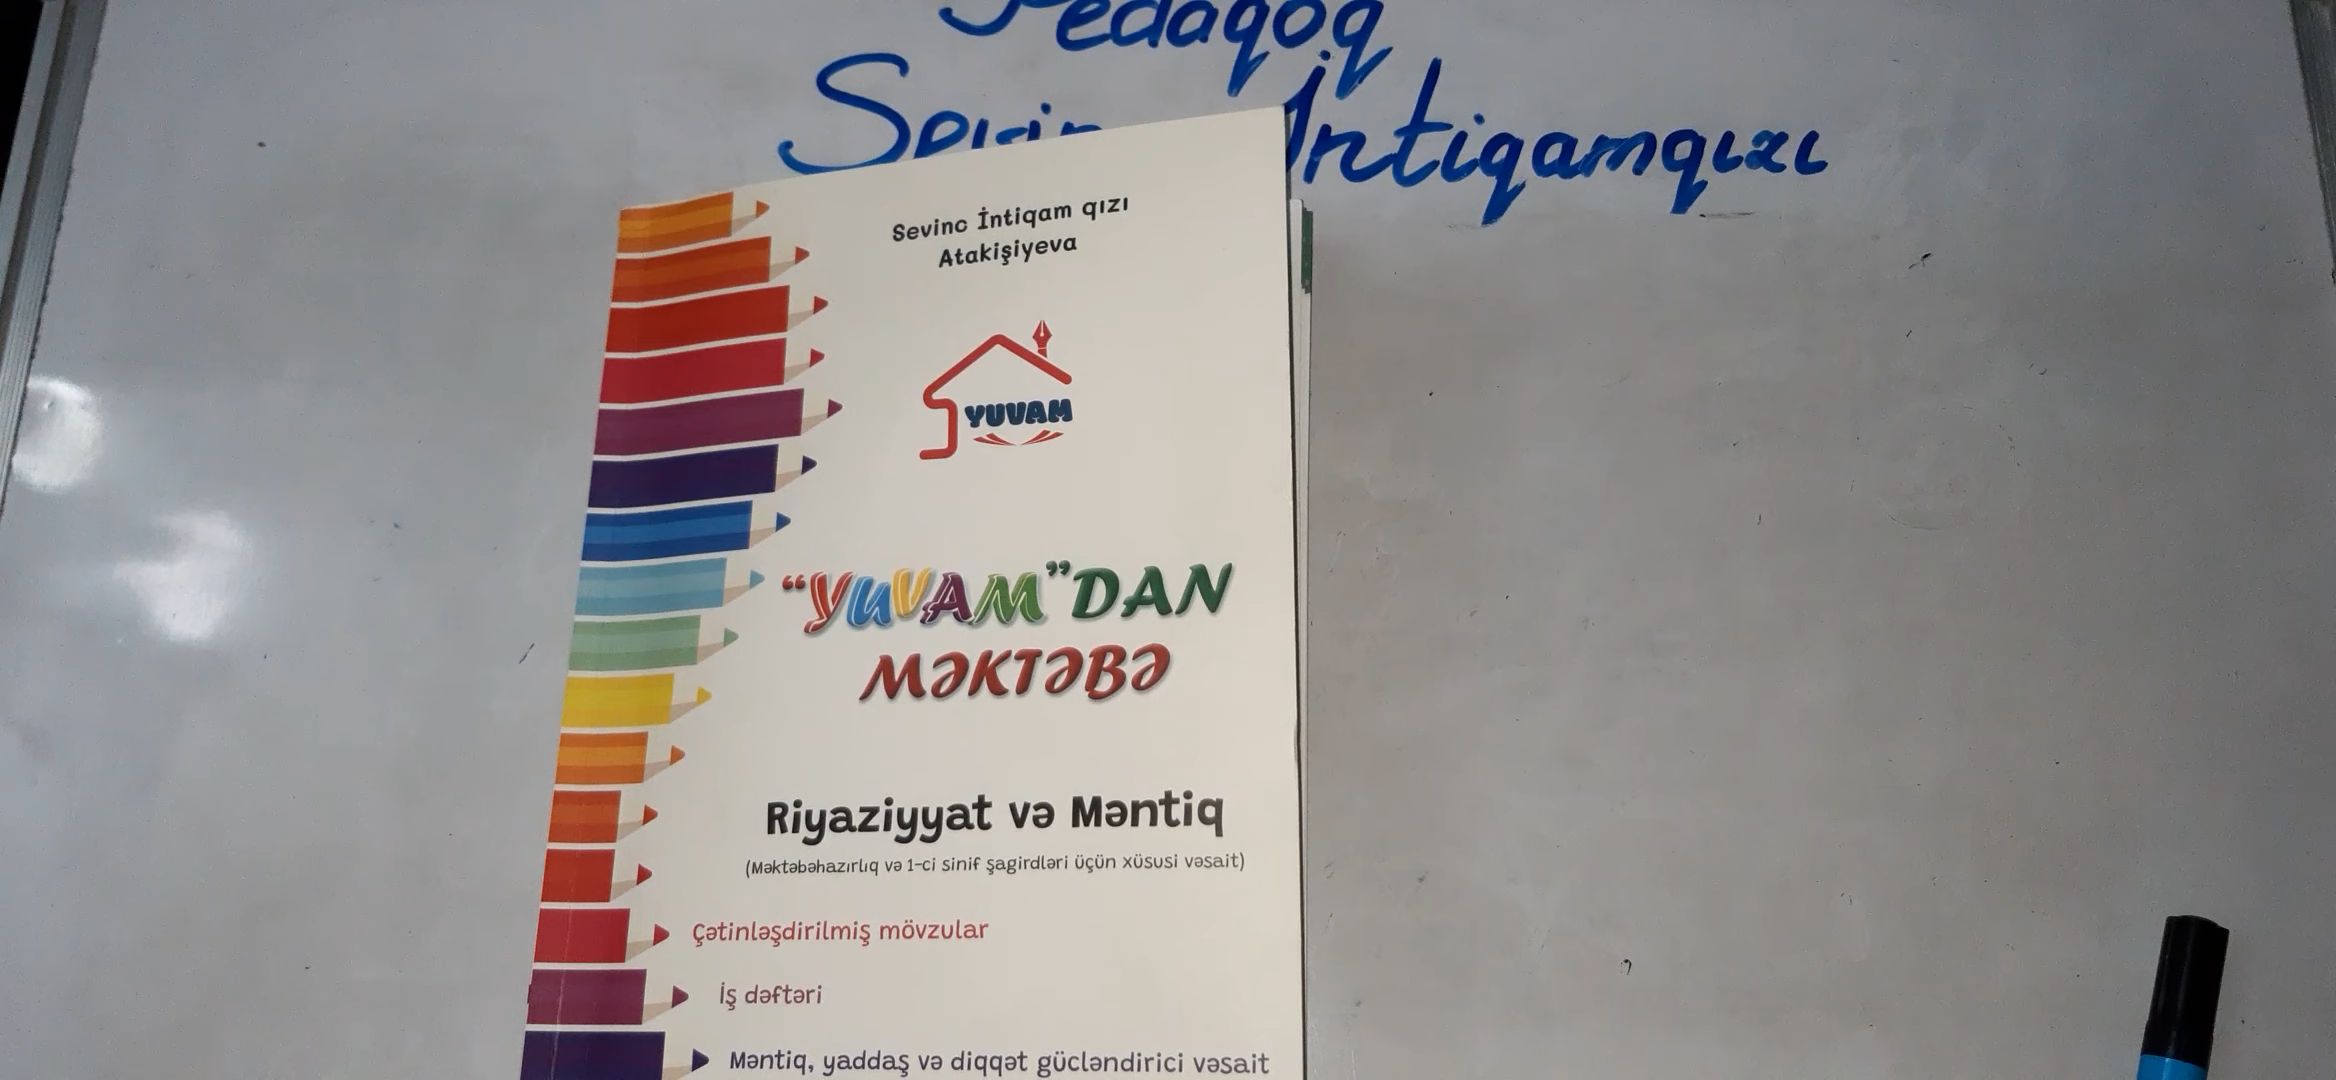 Pedaqoq
İntiqamqızı
Sevinc İntiqam qızı
Atakişiyeva
YUVAM
“YUVAM”DAN
MƏKTƏBƏ
Riyaziyyat və Məntiq
(Məktəbəhazırlıq və 1-ci sinif şagirdləri üçün xüsusi vəsait)
Çətinləşdirilmiş mövzular
İş dəftəri
Məntiq, yaddaş və diqqət gücləndirici vəsait